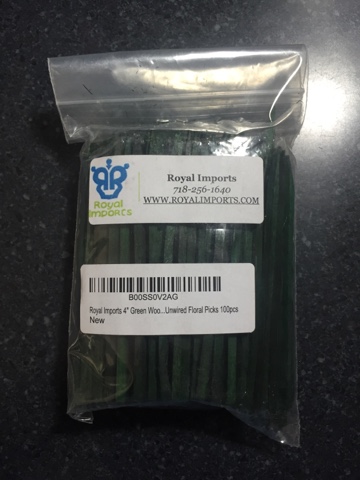 Royal Imports
718-256-1640
WWW.ROYALIMPORTS.COM
Royal
Imports
B00SS0V2AG
Royal Imports 4" Green Woo...Unwired Floral Picks 100pcs
New